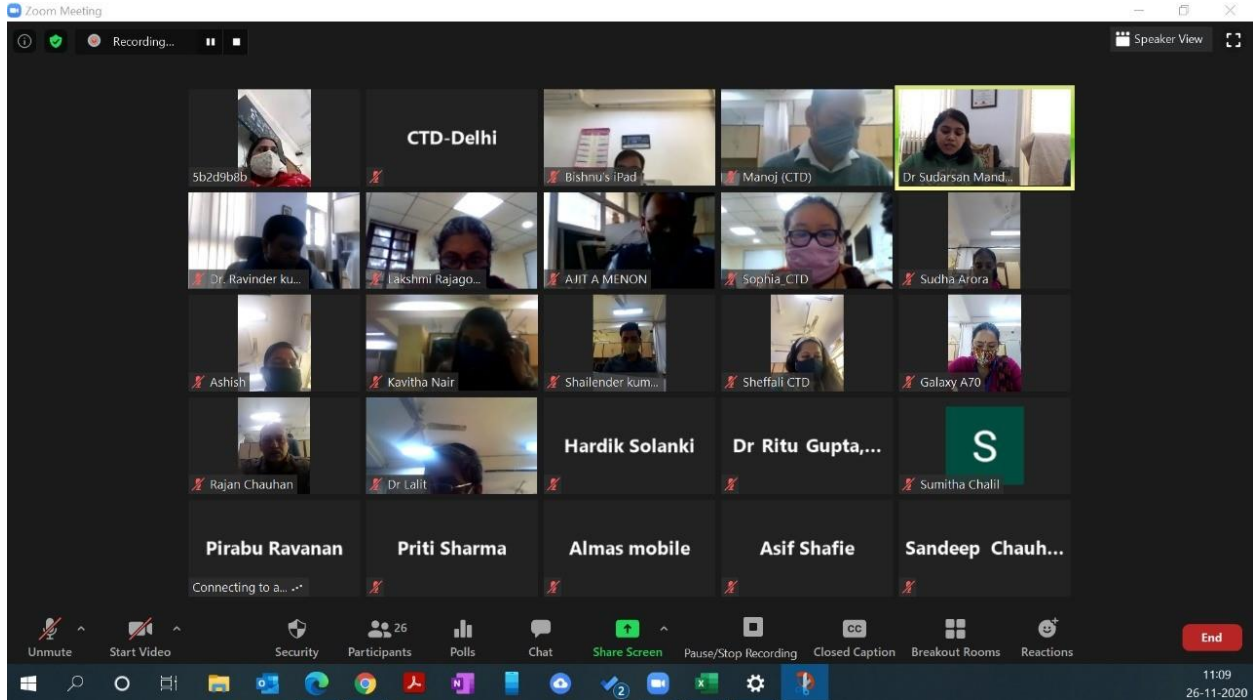 Zoom Meeting
Recording...
Speaker View
5b2d9b8b
CTD-Delhi
Bishnu's iPad
Manoj (CTD)
Dr Sudarsan Mand...
Dr. Ravinder ku...
Lakshmi Rajago...
AJIT A MENON
Sophia_CTD
Sudha Arora
Ashish
Kavitha Nair
Shailender kum...
Sheffali CTD
Galaxy A70
Rajan Chauhan
Dr Lalit
Hardik Solanki
Dr Ritu Gupta,...
S
Sumitha Chalil
Pirabu Ravanan
Connecting to a...
Priti Sharma
Almas mobile
Asif Shafie
Sandeep Chauh...
Unmute
Start Video
Security
26
Participants
Polls
Chat
Share Screen
Pause/Stop Recording
CC
Closed Caption
Breakout Rooms
Reactions
End
2
11:09
26-11-2020